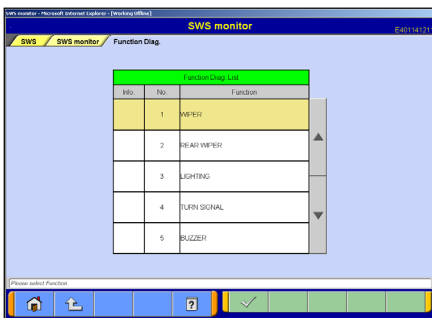 SWS monitor - Microsoft Internet Explorer - [Working Offline]
SWS monitor
E401141211
SWS SWS monitor Function Diag.
Function Diag. List
Info. No. Function
1 WIPER
2 REAR WIPER
3 LIGHTING
4 TURN SIGNAL
5 BUZZER
Please select Function.
?